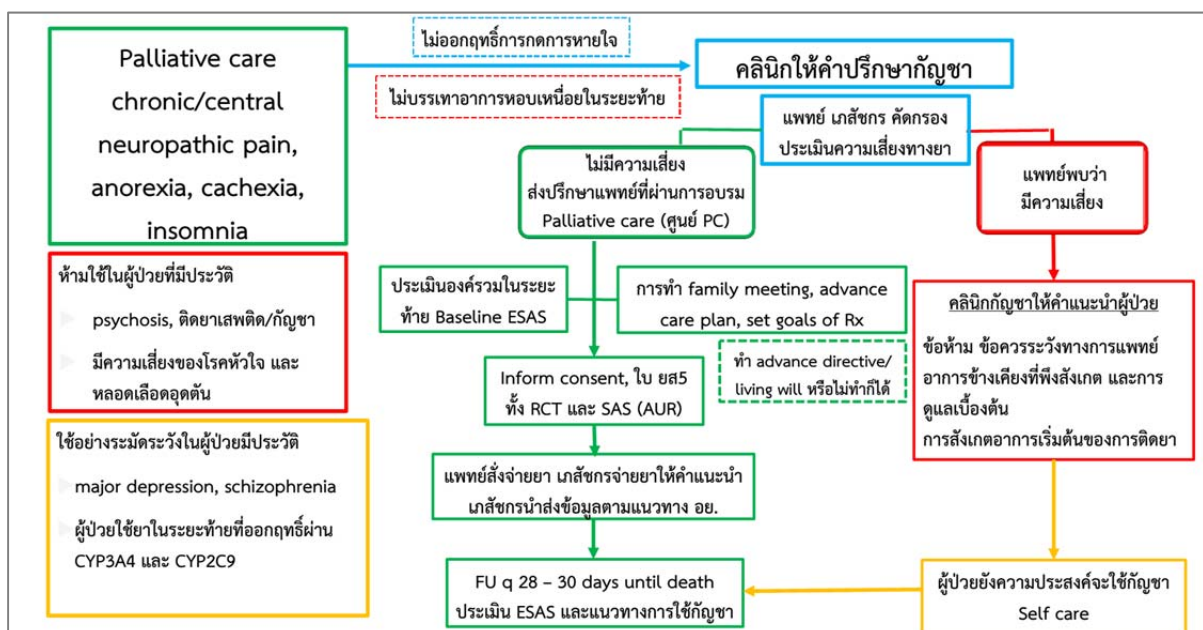 Palliative care
chronic/central
neuropathic pain,
anorexia, cachexia,
insomnia
ไม่ออกฤทธิ์การกดการหายใจ
ไม่บรรเทาอาการหอบเหนื่อยในระยะท้าย
คลินิกให้คำปรึกษากัญชา
แพทย์ เภสัชกร คัดกรอง
ประเมินความเสี่ยงทางยา
ไม่มีความเสี่ยง
ส่งปรึกษาแพทย์ที่ผ่านการอบรม
Palliative care (ศูนย์ PC)
แพทย์พบว่า
มีความเสี่ยง
ห้ามใช้ในผู้ป่วยที่มีประวัติ
psychosis, ติดยาเสพติด/กัญชา
มีความเสี่ยงของโรคหัวใจ และ
หลอดเลือดอุดตัน
ประเมินองค์รวมในระยะ
ท้าย Baseline ESAS
การทำ family meeting, advance
care plan, set goals of Rx
ทำ advance directive/
living will หรือไม่ทำก็ได้
คลินิกกัญชาให้คำแนะนำผู้ป่วย
ข้อห้าม ข้อควรระวังทางการแพทย์
อาการข้างเคียงที่พึงสังเกต และการ
ดูแลเบื้องต้น
การสังเกตอาการเริ่มต้นของการติดยา
Inform consent, ใบ ยส5
ทั้ง RCT และ SAS (AUR)
ใช้อย่างระมัดระวังในผู้ป่วยมีประวัติ
major depression, schizophrenia
ผู้ป่วยใช้ยาในระยะท้ายที่ออกฤทธิ์ผ่าน
CYP3A4 และ CYP2C9
แพทย์สั่งจ่ายยา เภสัชกรจ่ายยาให้คำแนะนำ
เภสัชกรนำส่งข้อมูลตามแนวทาง อย.
FU q 28 – 30 days until death
ประเมิน ESAS และแนวทางการใช้กัญชา
ผู้ป่วยยังความประสงค์จะใช้กัญชา
Self care